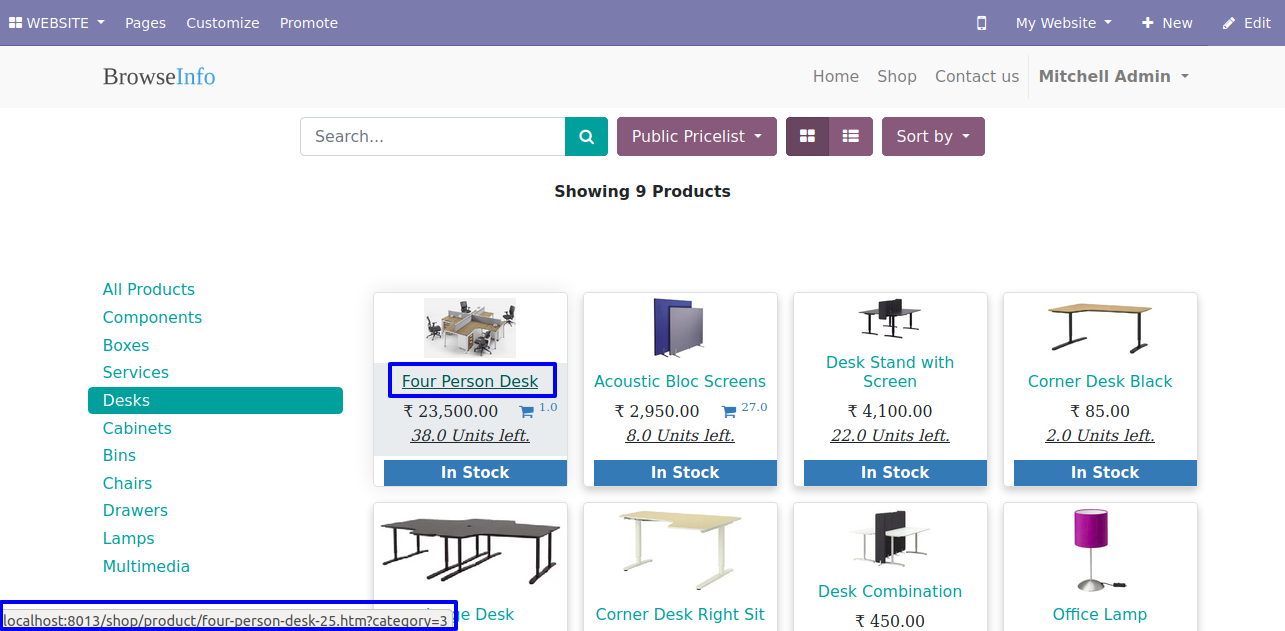 WEBSITE Pages Customize Promote My Website New Edit
BrowseInfo Home Shop Contact us Mitchell Admin
Search... Public Pricelist Sort by
Showing 9 Products
All Products
Components
Boxes
Services
Desks
Cabinets
Bins
Chairs
Drawers
Lamps
Multimedia
Four Person Desk
₹ 23,500.00 1.0
38.0 Units left.
In Stock
Acoustic Bloc Screens
₹ 2,950.00 27.0
8.0 Units left.
In Stock
Desk Stand with
Screen
₹ 4,100.00
22.0 Units left.
In Stock
Corner Desk Black
₹ 85.00
2.0 Units left.
In Stock
Desk
Corner Desk Right Sit
Desk Combination
₹ 450.00
Office Lamp
localhost:8013/shop/product/four-person-desk-25.htm?category=3